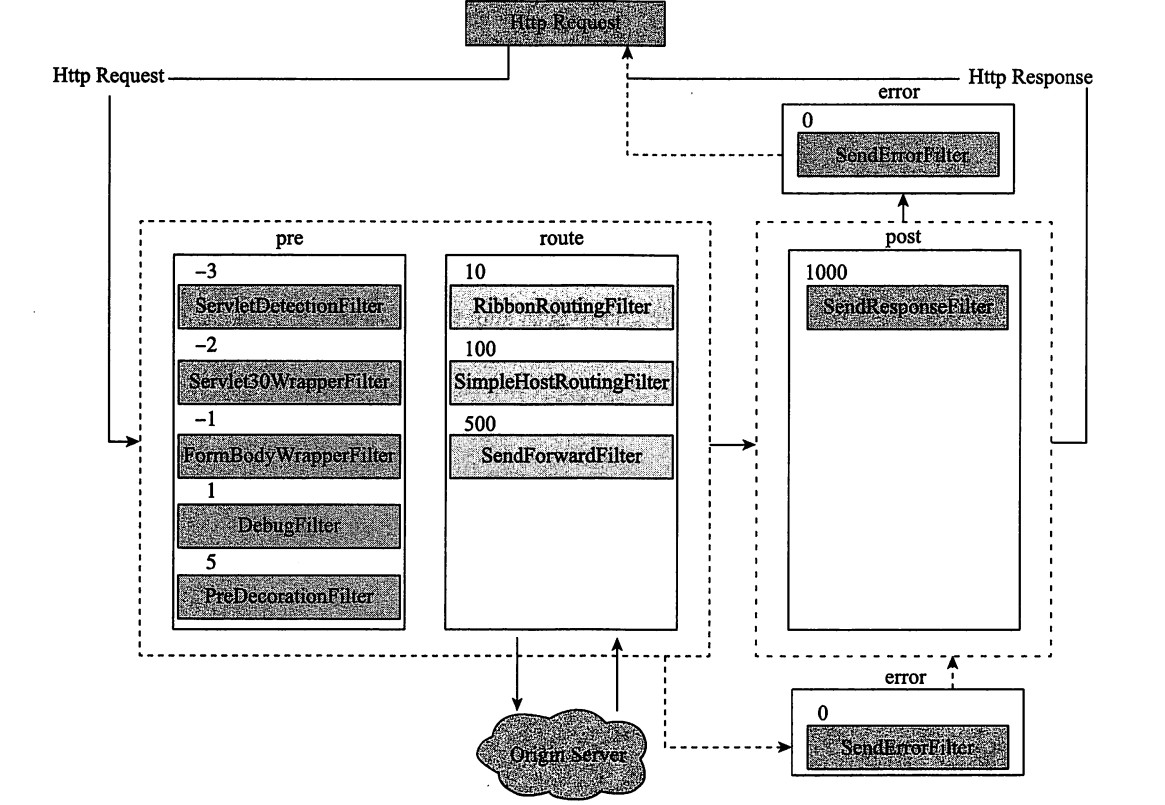 Http Request
Http Request
Http Response
error
0
SendErrorFilter
pre
-3
ServletDetectionFilter
-2
Servlet30WrapperFilter
-1
FormBodyWrapperFilter
1
DebugFilter
5
PreDecorationFilter
route
10
RibbonRoutingFilter
100
SimpleHostRoutingFilter
500
SendForwardFilter
post
1000
SendResponseFilter
Origin Server
error
0
SendErrorFilter